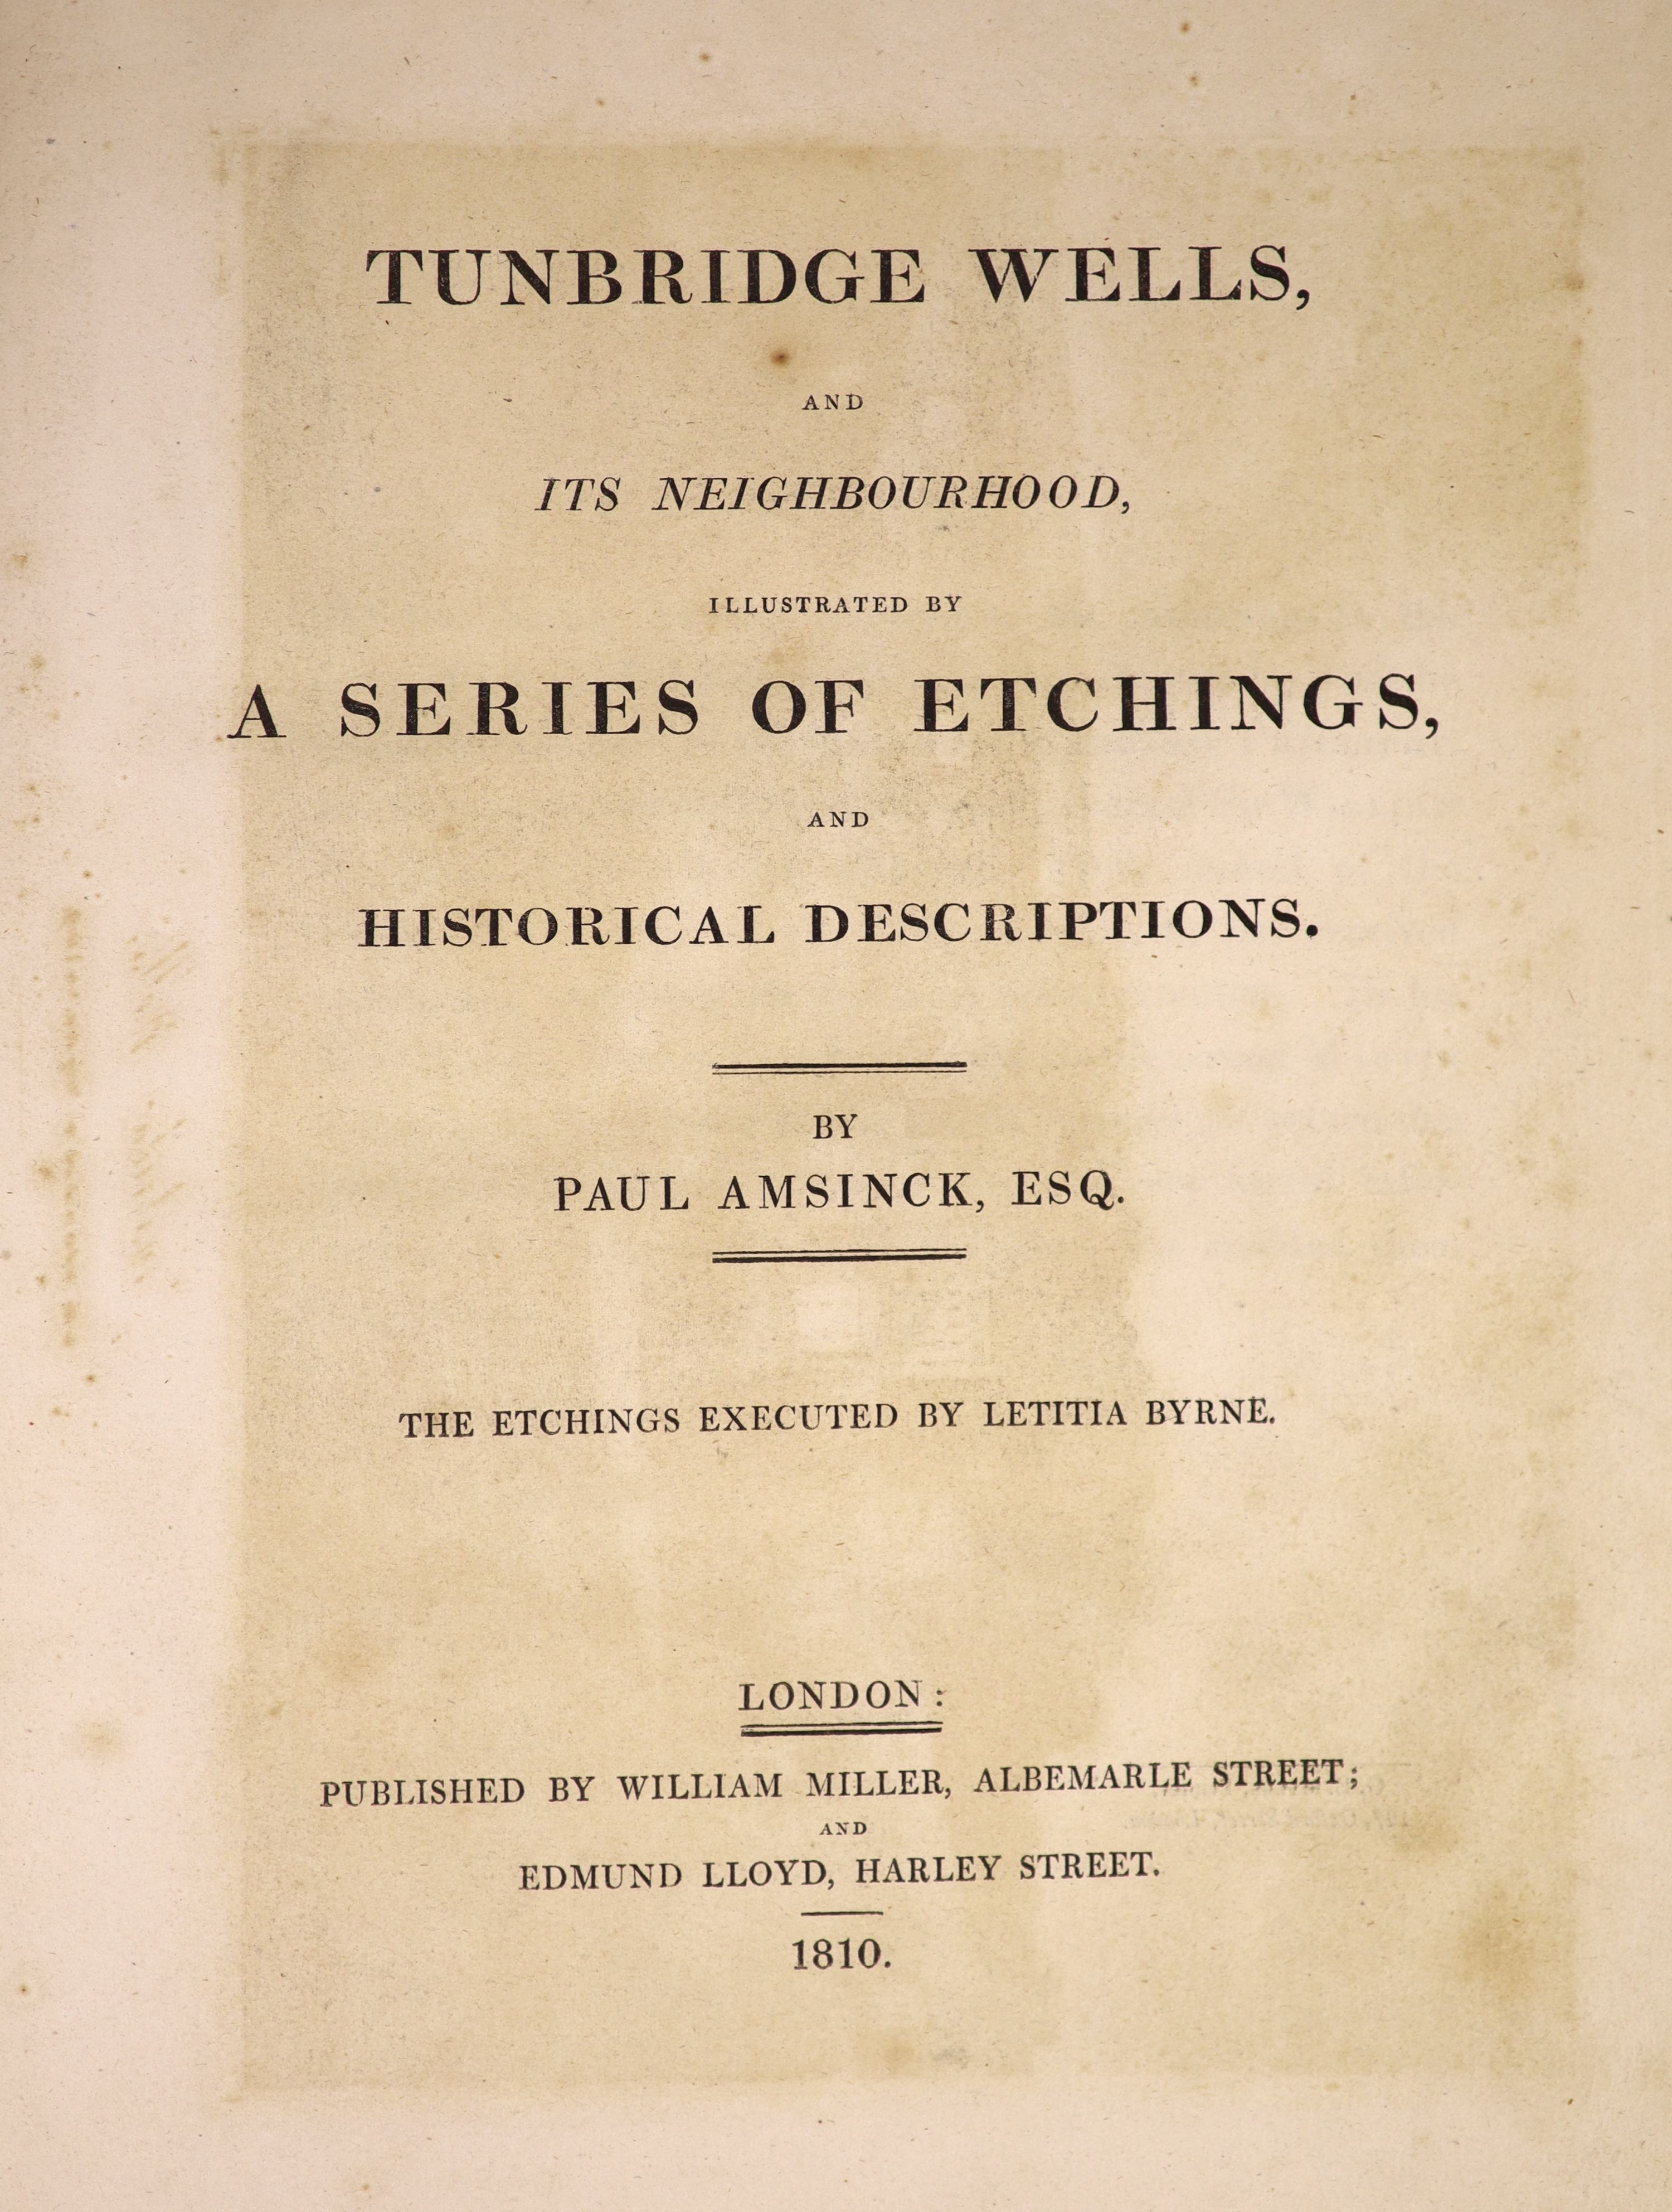 TUNBRIDGE WELLS,
AND
ITS NEIGHBOURHOOD,
ILLUSTRATED BY
A SERIES OF ETCHINGS,
AND
HISTORICAL DESCRIPTIONS.
BY
PAUL AMSINCK, ESQ.
THE ETCHINGS EXECUTED BY LETITIA BYRNE.
LONDON:
PUBLISHED BY WILLIAM MILLER, ALBEMARLE STREET;
AND
EDMUND LLOYD, HARLEY STREET.
1810.